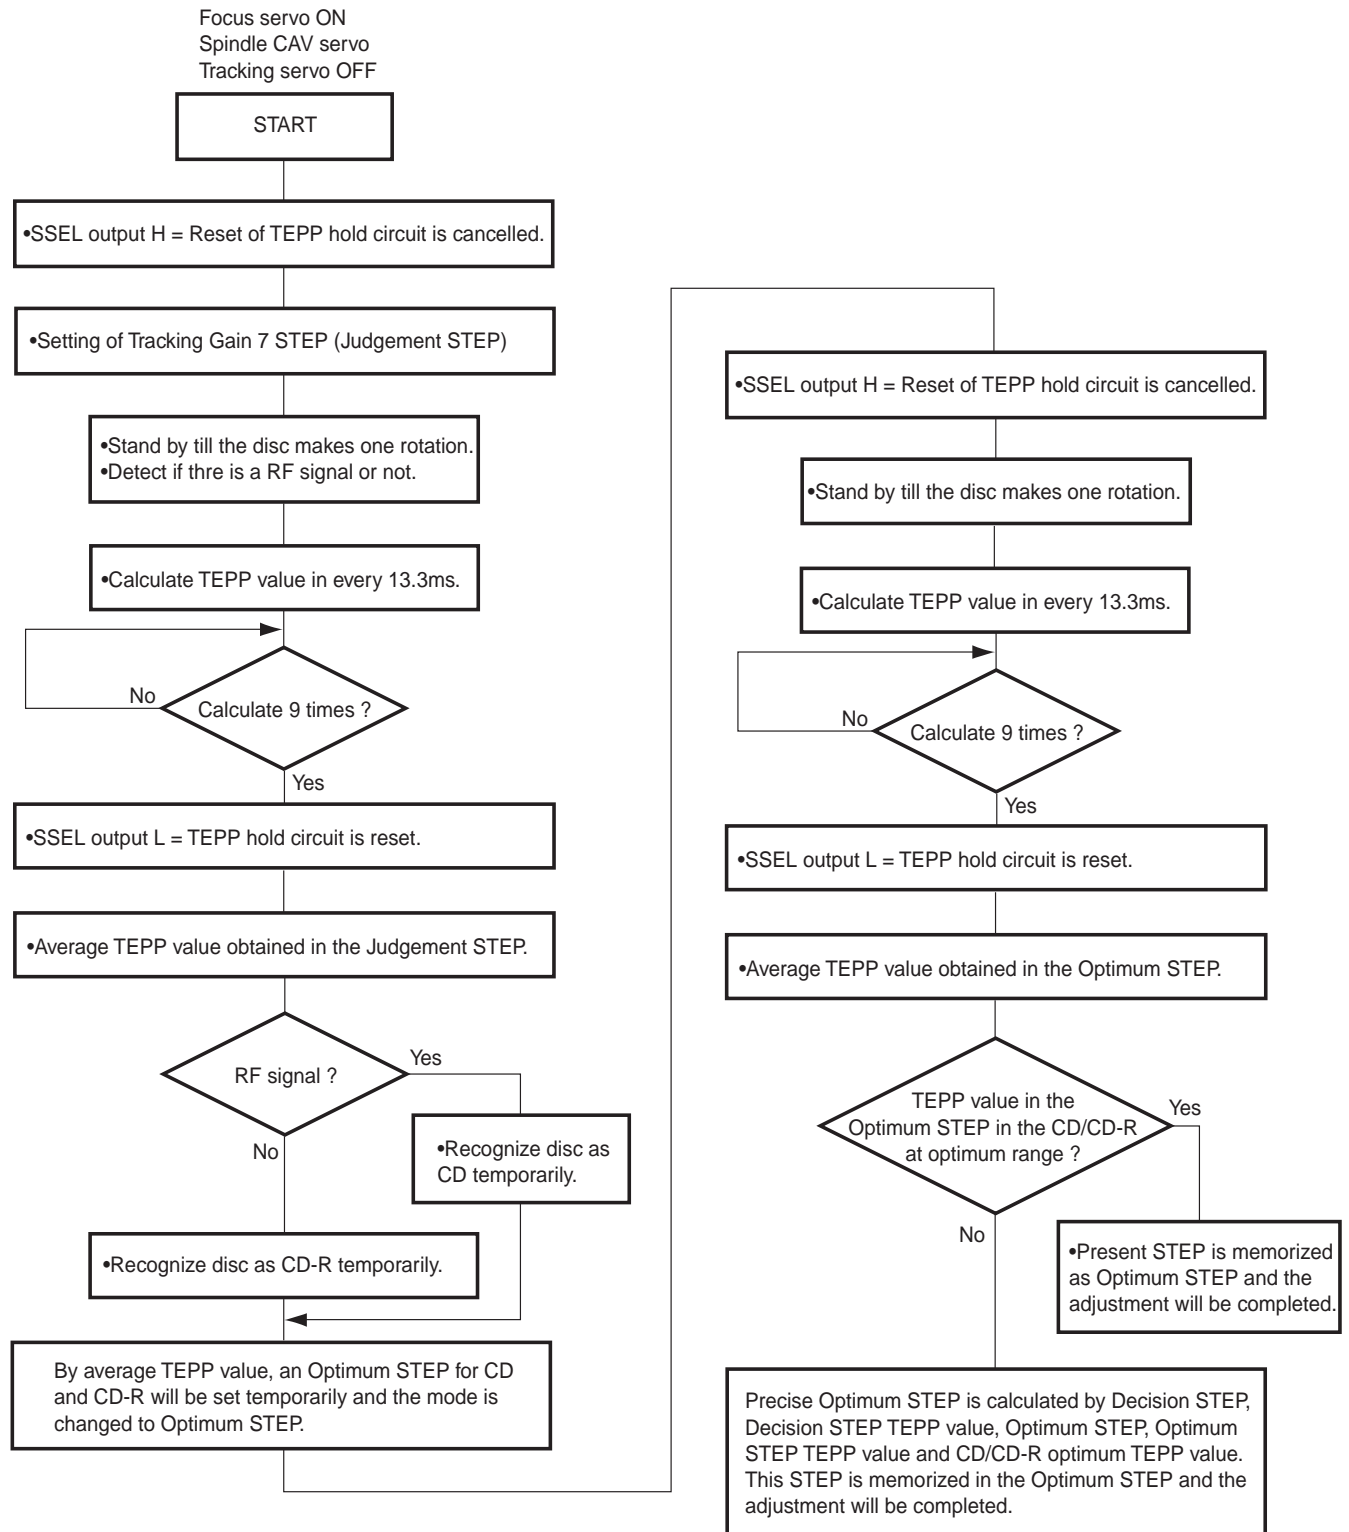 Focus servo ON
Spindle CAV servo
Tracking servo OFF
START
•SSEL output H = Reset of TEPP hold circuit is cancelled.
•Setting of Tracking Gain 7 STEP (Judgement STEP)
•Stand by till the disc makes one rotation.
•Detect if thre is a RF signal or not.
•Calculate TEPP value in every 13.3ms.
No
Calculate 9 times ?
Yes
•SSEL output L = TEPP hold circuit is reset.
•Average TEPP value obtained in the Judgement STEP.
RF signal ?
Yes
No
•Recognize disc as
CD temporarily.
•Recognize disc as CD-R temporarily.
By average TEPP value, an Optimum STEP for CD
and CD-R will be set temporarily and the mode is
changed to Optimum STEP.
•SSEL output H = Reset of TEPP hold circuit is cancelled.
•Stand by till the disc makes one rotation.
•Calculate TEPP value in every 13.3ms.
No
Calculate 9 times ?
Yes
•SSEL output L = TEPP hold circuit is reset.
•Average TEPP value obtained in the Optimum STEP.
TEPP value in the
Optimum STEP in the CD/CD-R
at optimum range ?
Yes
No
•Present STEP is memorized
as Optimum STEP and the
adjustment will be completed.
Precise Optimum STEP is calculated by Decision STEP,
Decision STEP TEPP value, Optimum STEP, Optimum
STEP TEPP value and CD/CD-R optimum TEPP value.
This STEP is memorized in the Optimum STEP and the
adjustment will be completed.